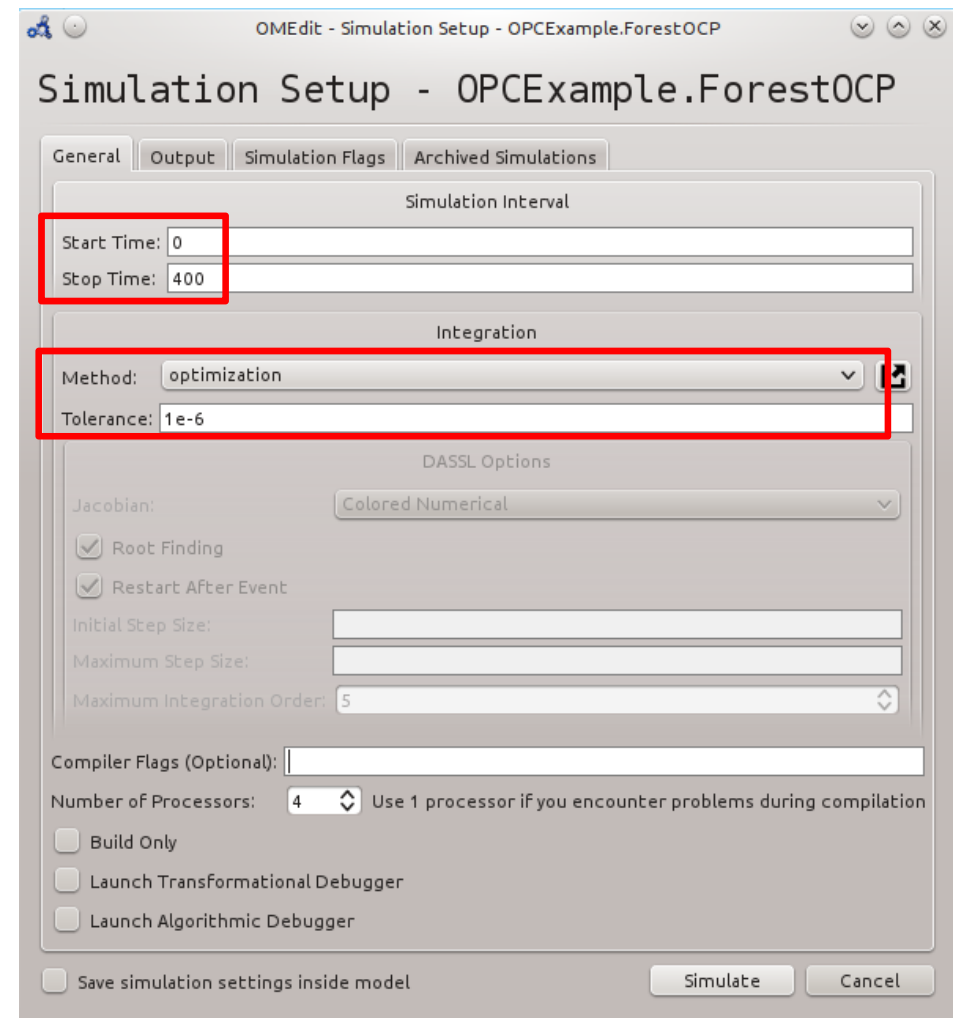 OMEdit - Simulation Setup - OPCExample.ForestOCP
Simulation Setup - OPCExample.ForestOCP
General Output Simulation Flags Archived Simulations
Simulation Interval
Start Time: 0
Stop Time: 400
Integration
Method: optimization
Tolerance: 1e-6
DASSL Options
Jacobian: Colored Numerical
Root Finding
Restart After Event
Initial Step Size:
Maximum Step Size:
Maximum Integration Order: 5
Compiler Flags (Optional):
Number of Processors: 4 Use 1 processor if you encounter problems during compilation
Build Only
Launch Transformational Debugger
Launch Algorithmic Debugger
Save simulation settings inside model Simulate Cancel